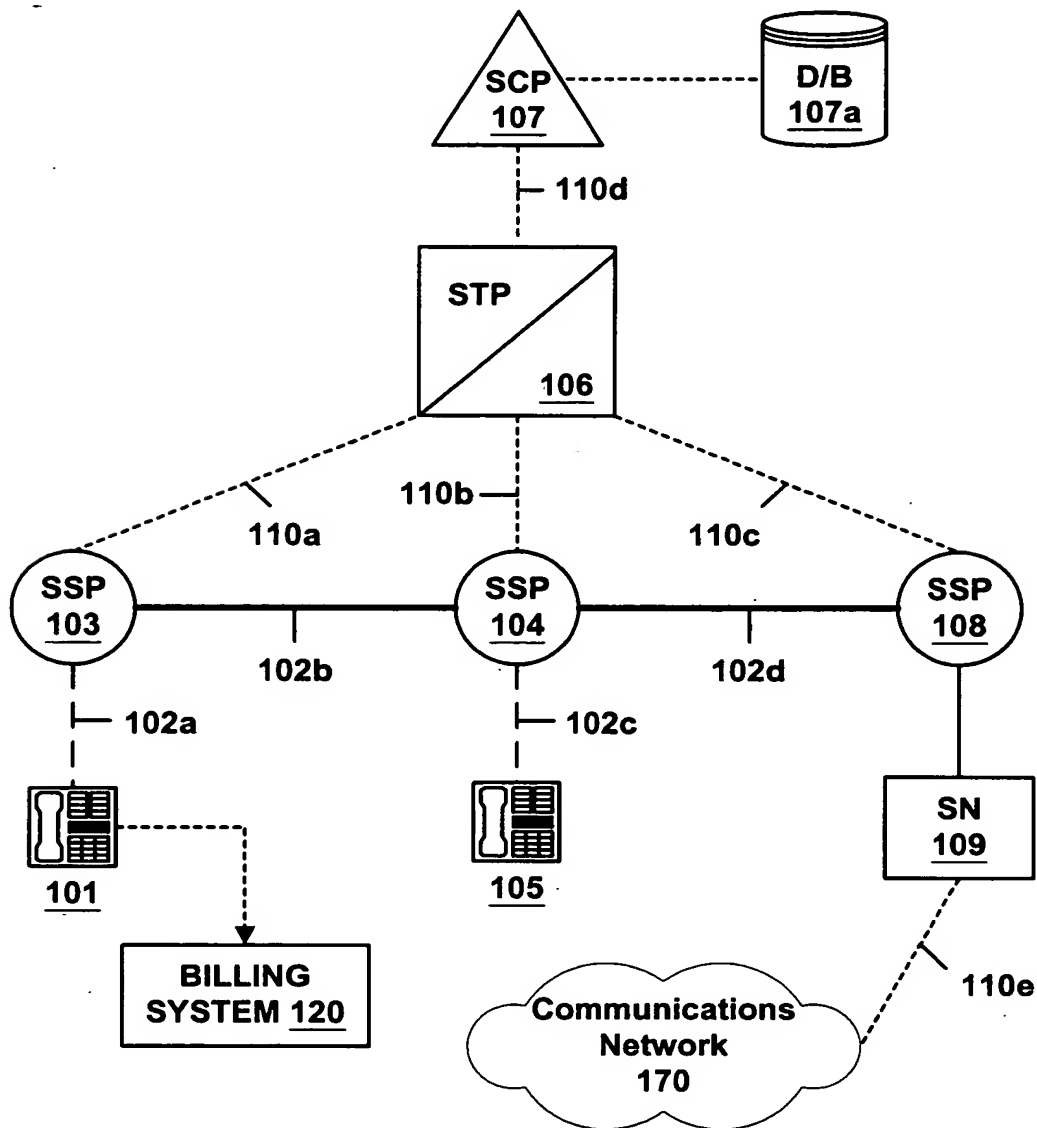 SCP
107
D/B
107a
110d
STP
106
110a
110b
110c
SSP
103
SSP
104
SSP
108
102b
102d
102a
102c
101
105
SN
109
BILLING
SYSTEM 120
110e
Communications
Network
170